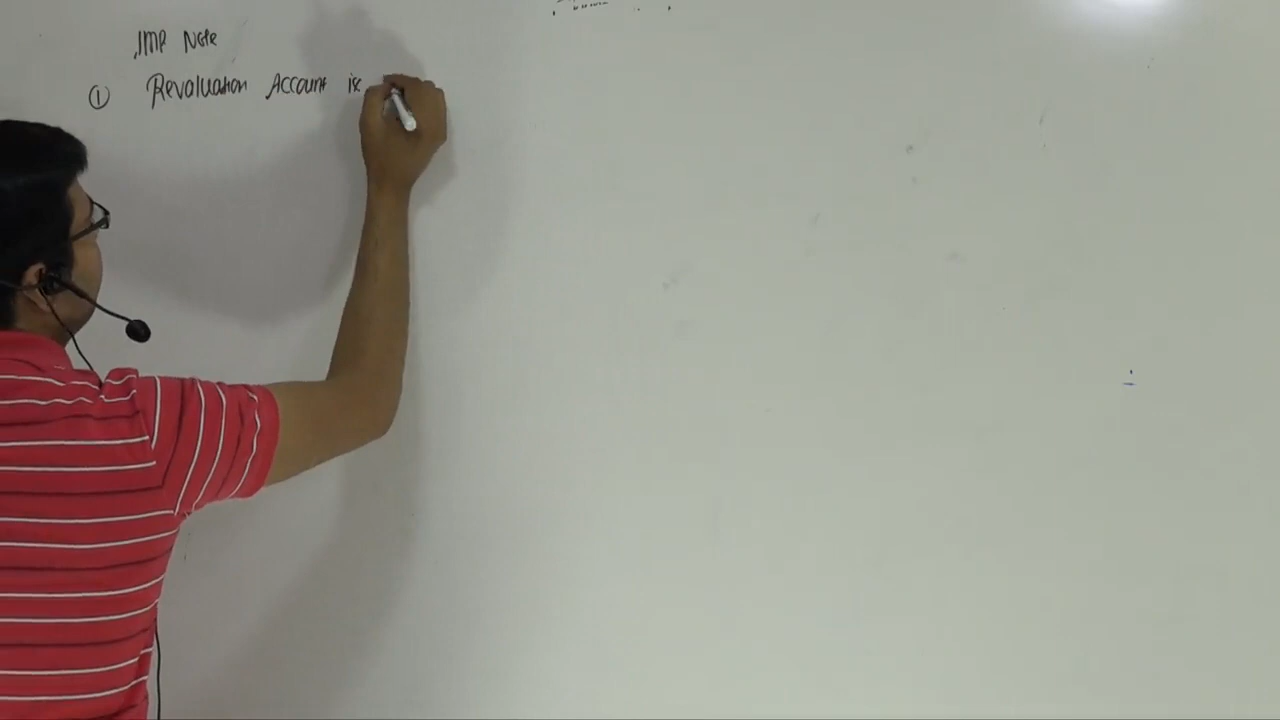 IMP Note
① Revaluation Account is